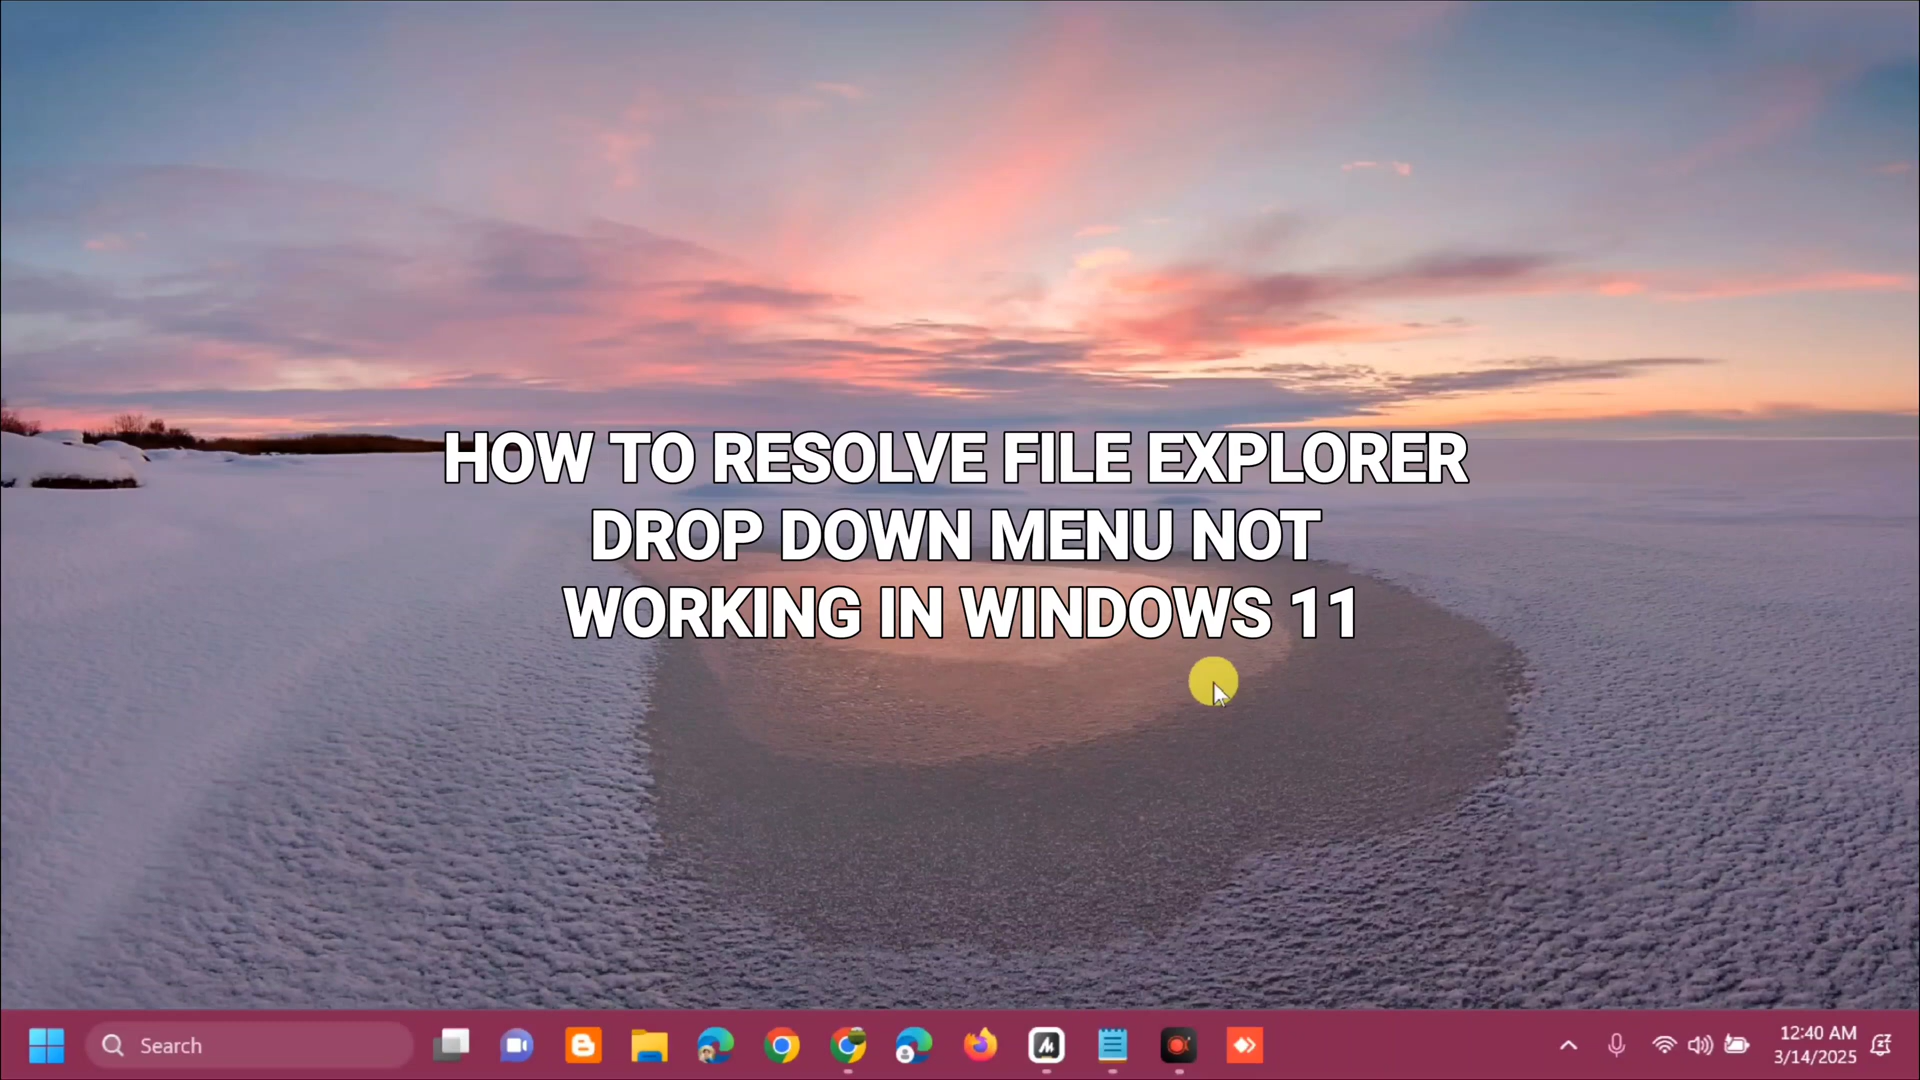 HOW TO RESOLVE FILE EXPLORER
DROP DOWN MENU NOT
WORKING IN WINDOWS 11
Search
12:40 AM
3/14/2025